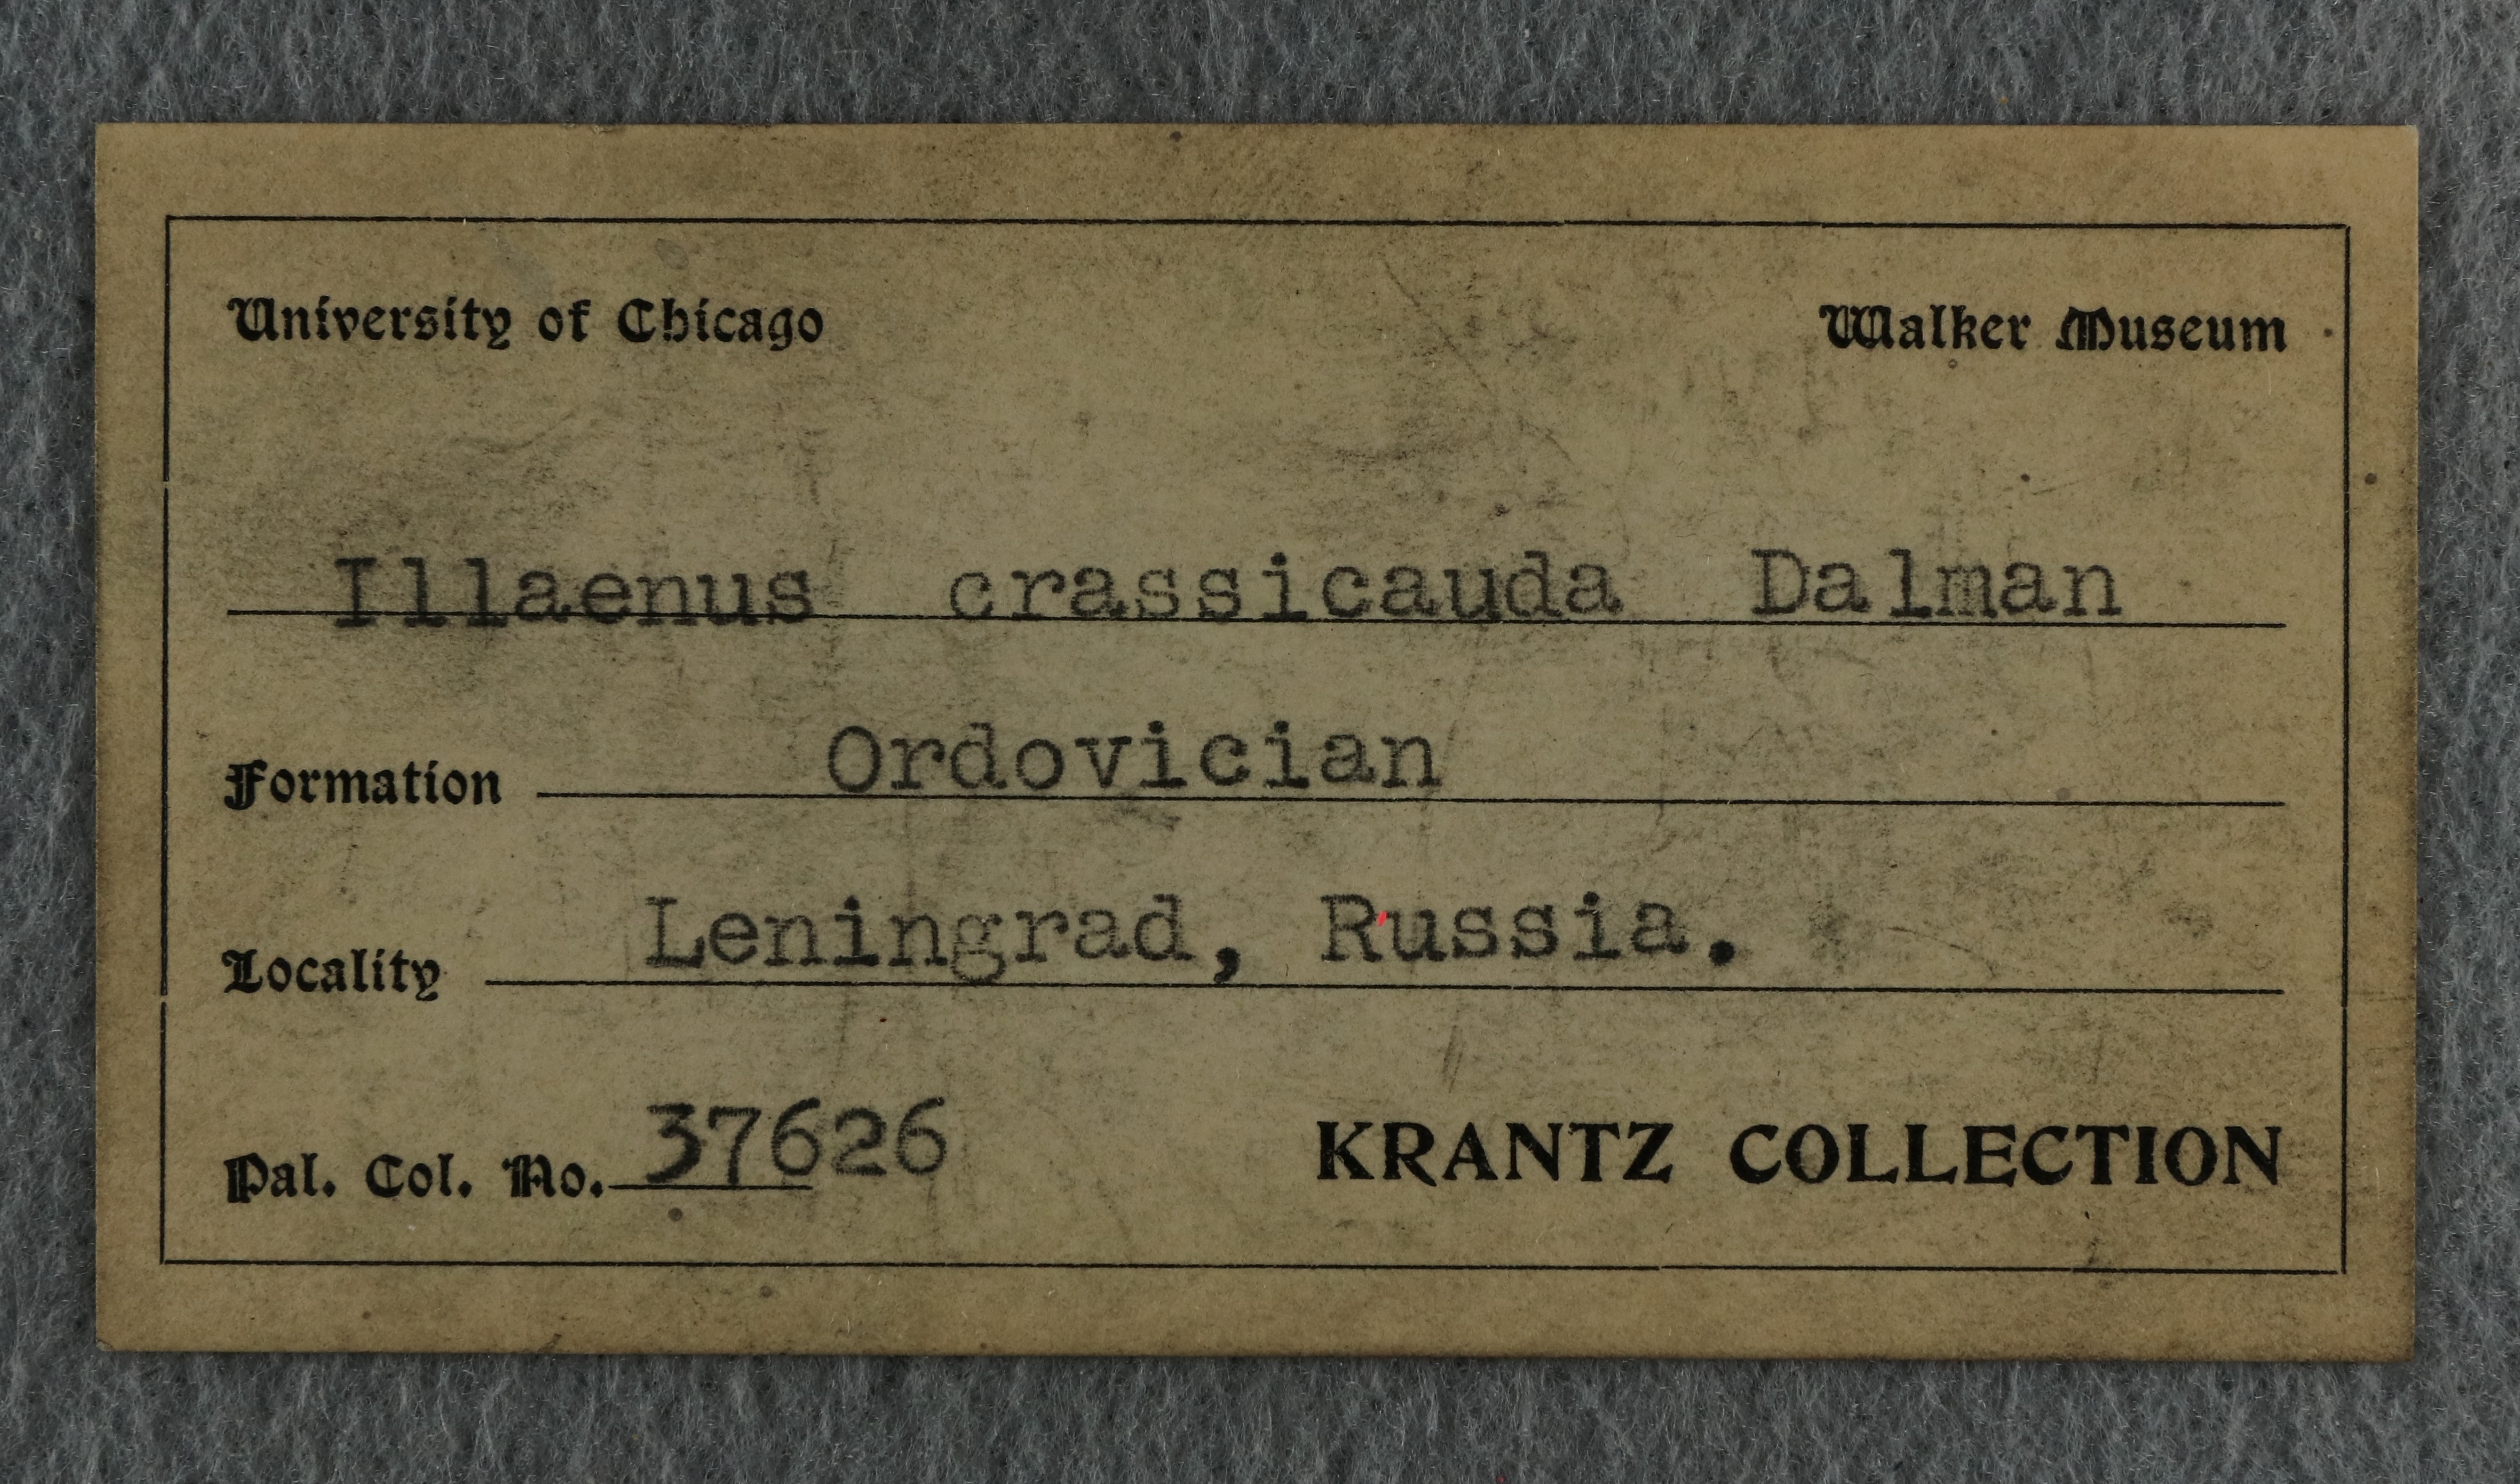 University of Chicago Walker Museum
Illaenus crassicauda Dalman
Formation Ordovician
Locality Leningrad, Russia.
Pal. Col. No. 37626 KRANTZ COLLECTION